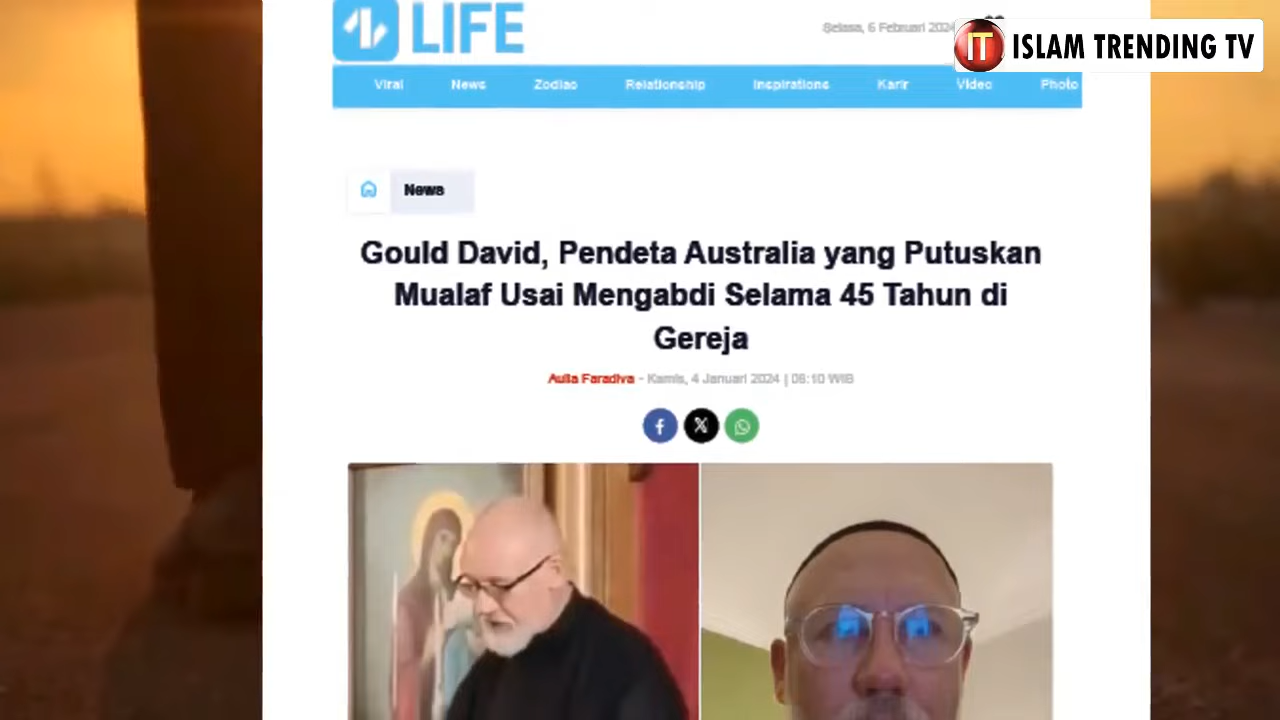 LIFE
Selasa, 6 Februari 2024
IT ISLAM TRENDING TV
Viral News Zodiac Relationship Inspirations Karir Video Photo
News
Gould David, Pendeta Australia yang Putuskan
Mualaf Usai Mengabdi Selama 45 Tahun di
Gereja
Aulia Faradiva - Kamis, 4 Januari 2024 | 06:10 WIB